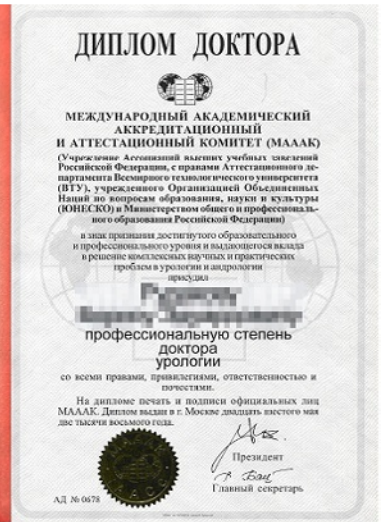 ДИПЛОМ ДОКТОРА
МЕЖДУНАРОДНЫЙ АКАДЕМИЧЕСКИЙ
АККРЕДИТАЦИОННЫЙ
И АТТЕСТАЦИОННЫЙ КОМИТЕТ (МАААК)
(Учреждение Ассоциаций высших учебных заведений
Российской Федерации, с правами Аттестационного де-
партамента Всемирного технологического университета
(ВТУ), учрежденного Организацией Объединенных
Наций по вопросам образования, науки и культуры
(ЮНЕСКО) и Министерством общего и профессиональ-
ного образования Российской Федерации)
в знак признания достигнутого образовательного
и профессионального уровня и выдающегося вклада
в решение комплексных научных и практических
проблем в урологии и андрологии
присудил
профессиональную степень
доктора
урологии
со всеми правами, привилегиями, ответственностью и
почестями.
На дипломе печать и подписи официальных лиц
МАААК. Диплом выдан в г. Москве двадцать шестого мая
две тысячи восьмого года.
Президент
Главный секретарь
АД № 0678